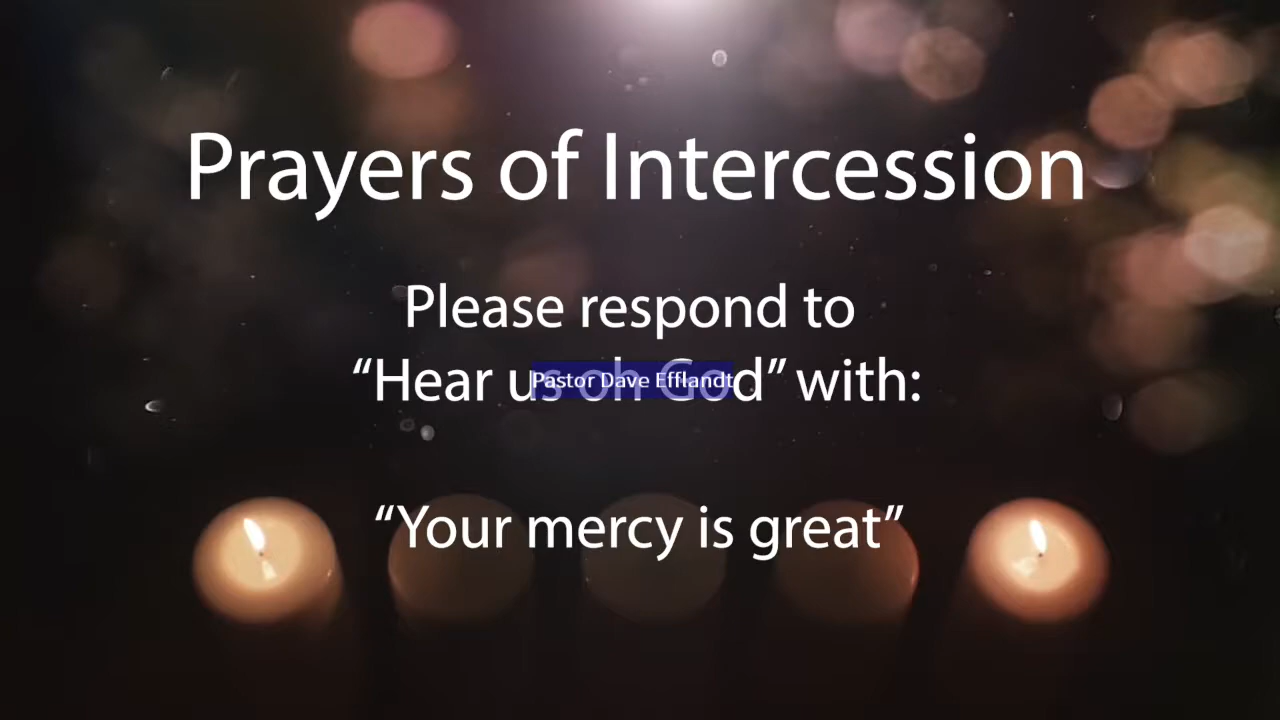 Prayers of Intercession
Please respond to
“Hear us oh God” with:
Pastor Dave Efflandt
“Your mercy is great”